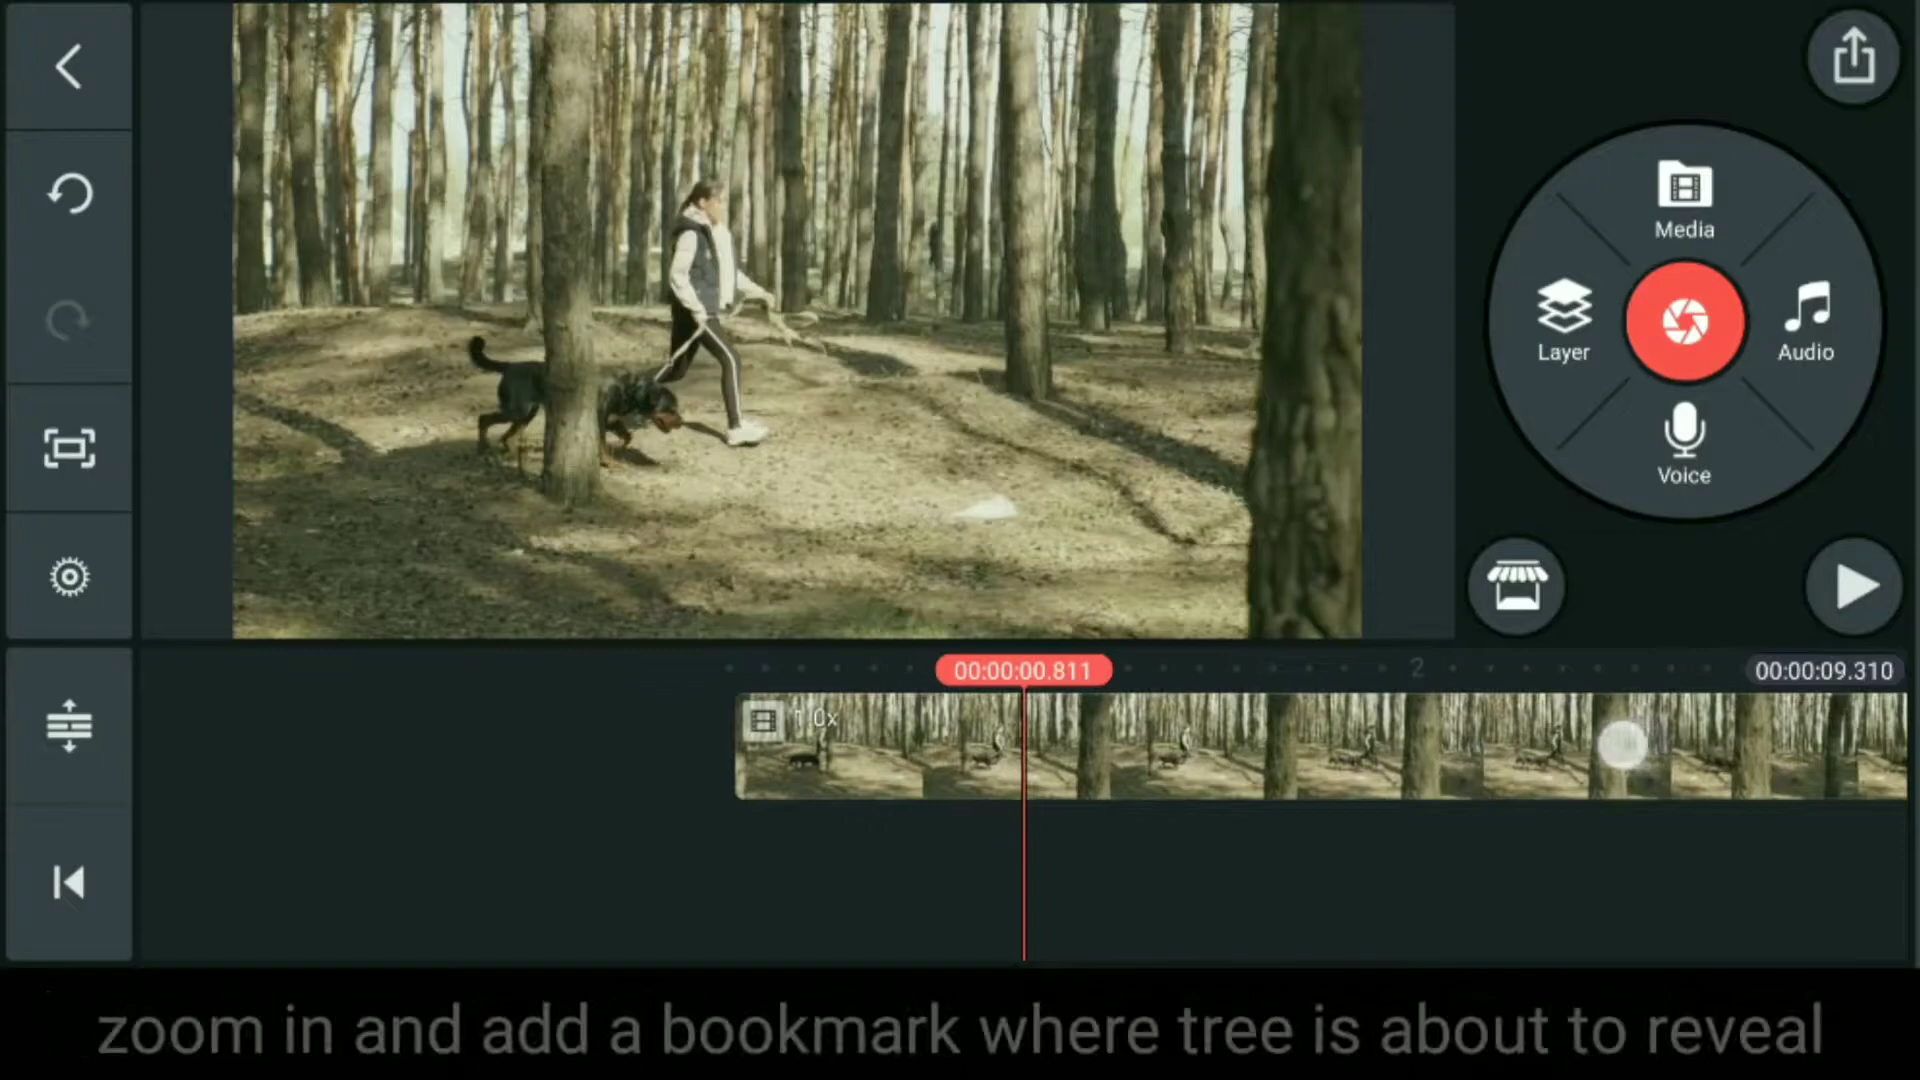 Media
Layer
Audio
Voice
00:00:00.811
2
00:00:09.310
1.0x
zoom in and add a bookmark where tree is about to reveal